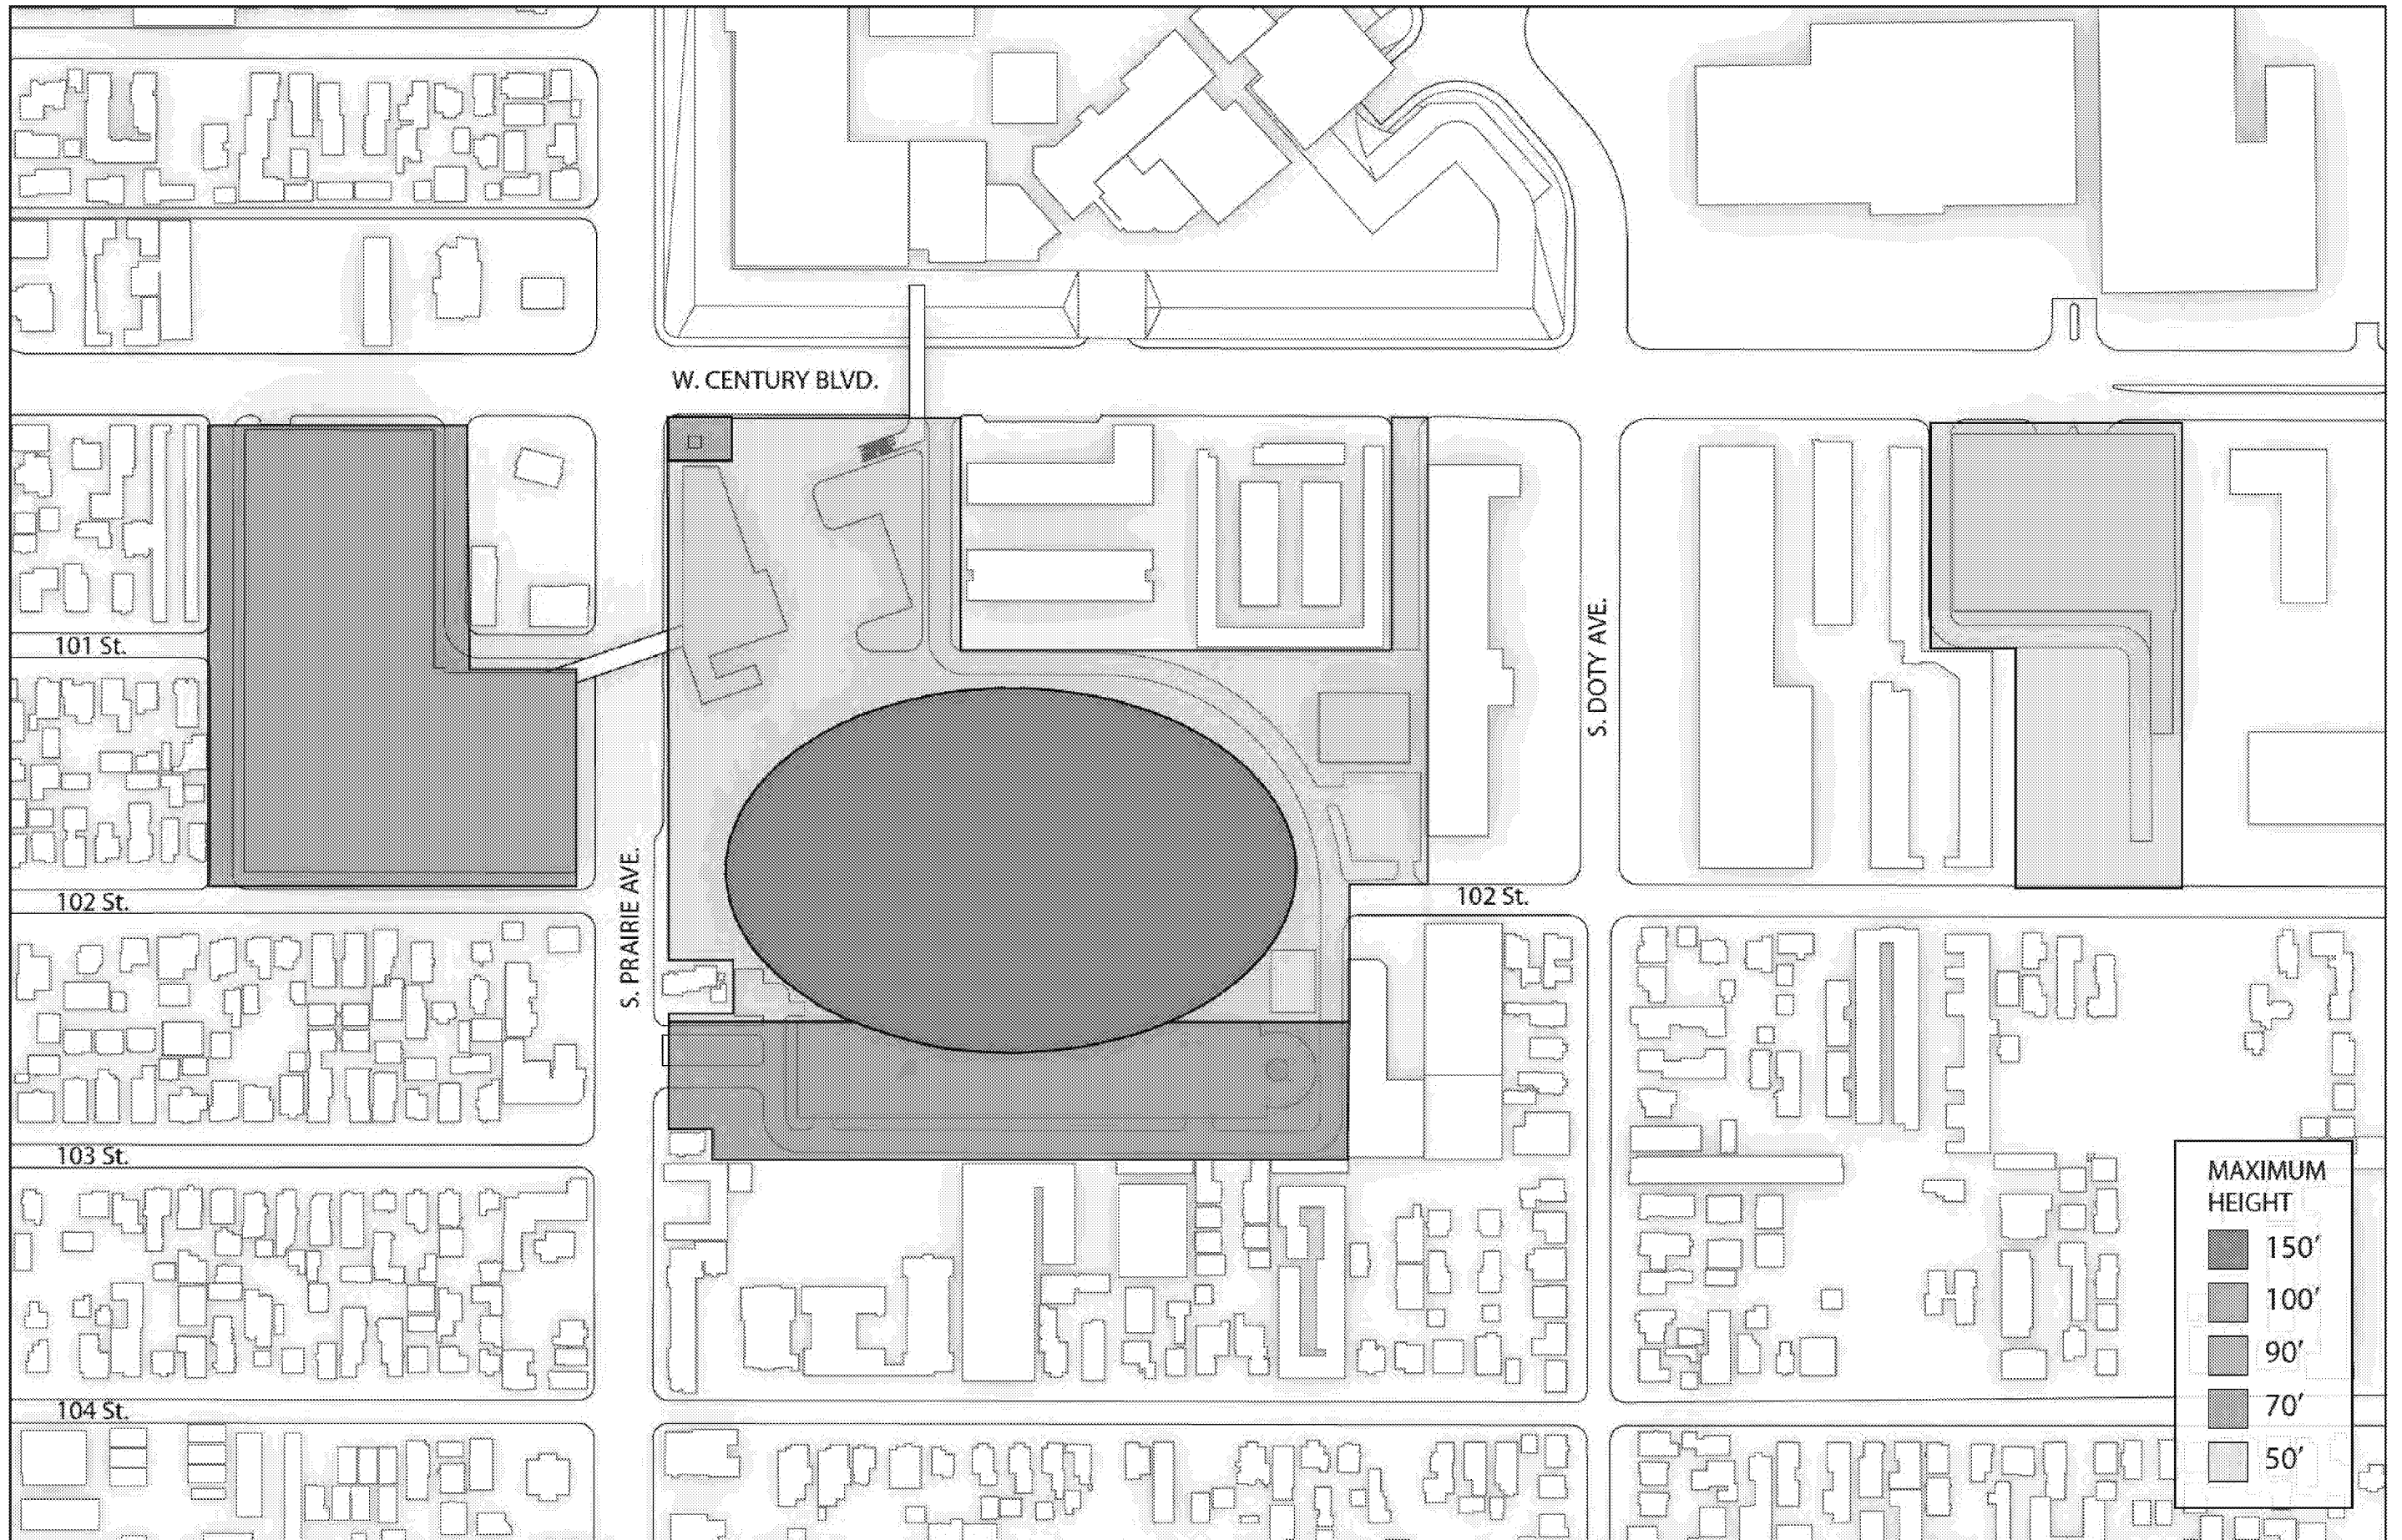 W. CENTURY BLVD.
101 St.
S. DOTY AVE.
S. PRAIRIE AVE.
102 St.
102 St.
103 St.
MAXIMUM
HEIGHT
150'
100'
90'
70'
50'
104 St.